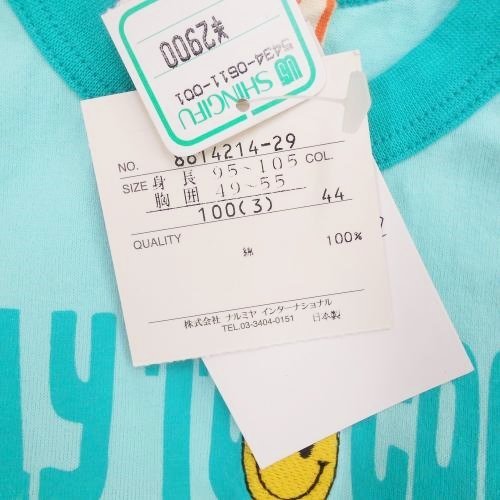 ¥2900
5434-0611-001
SHINGIFU
NO. 6614214-29
SIZE 身長 95~105 COL.
胸囲 49~55
100(3) 44
QUALITY
綿 100%
株式会社 ナルミヤ インターナショナル
TEL.03-3404-0151 日本製